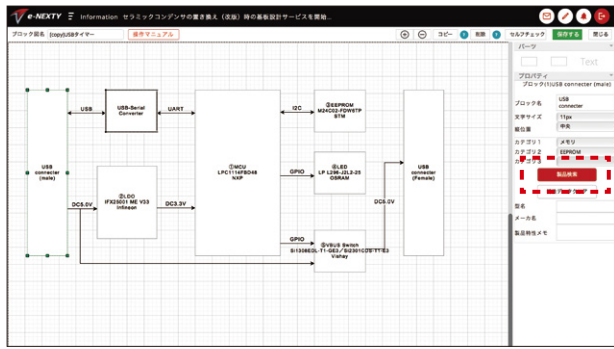 e-NEXTY
Information セラミックコンデンサの置き換え（改版）時の基板設計サービスを開始...
ブロック図名 [copy]USBタイマー
操作マニュアル
コピー
削除
セルフチェック
保存する
閉じる
パーツ
Text
プロパティ
ブロック(1)USB connecter (male)
ブロック名 USB connecter
文字サイズ 11px
縦位置 中央
カテゴリ1 メモリ
カテゴリ2 EEPROM
カテゴリ3
製品検索
型名
メーカ名
製品特性メモ
USB connecter (male)
USB
USB-Serial Converter
UART
①MCU
LPC1114FBD48
NXP
I2C
③EEPROM
M24C02-FDW6TP
STM
②LDO
IFX25001 ME V33
Infineon
DC5.0V
DC3.3V
GPIO
④LED
LP L296-J2L2-25
OSRAM
USB connecter (Female)
DC5.0V
GPIO
⑤VBUS Switch
Vishay